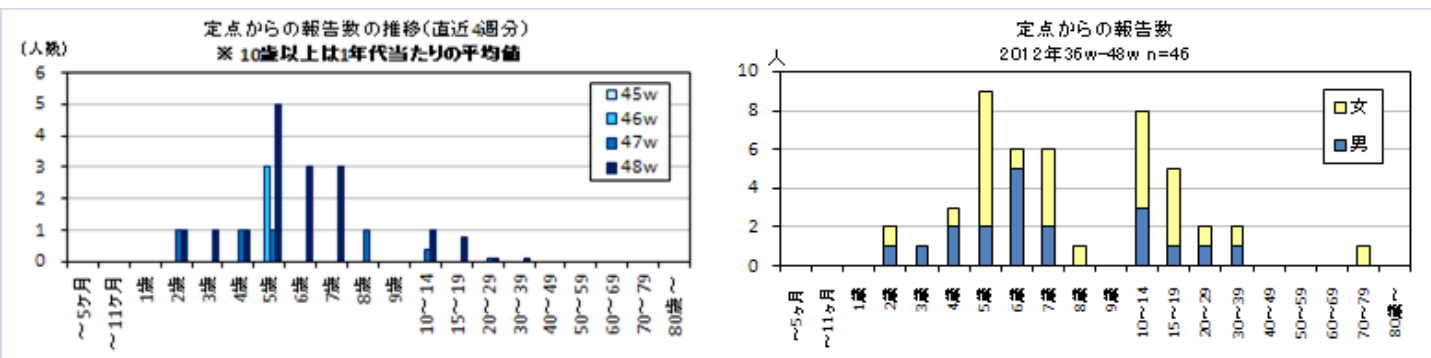 定点からの報告数の推移(直近4週分)
※ 10歳以上は1年代当たりの平均値
(人数)
6
5
4
3
2
1
0
45w
46w
47w
48w
～5ヶ月
～11ヶ月
1歳
2歳
3歳
4歳
5歳
6歳
7歳
8歳
9歳
10～14
15～19
20～29
30～39
40～49
50～59
60～69
70～79
80歳～
定点からの報告数
2012年36w-48w n=46
人
10
8
6
4
2
0
女
男
～5ヶ月
～11ヶ月
1歳
2歳
3歳
4歳
5歳
6歳
7歳
8歳
9歳
10～14
15～19
20～29
30～39
40～49
50～59
60～69
70～79
80歳～